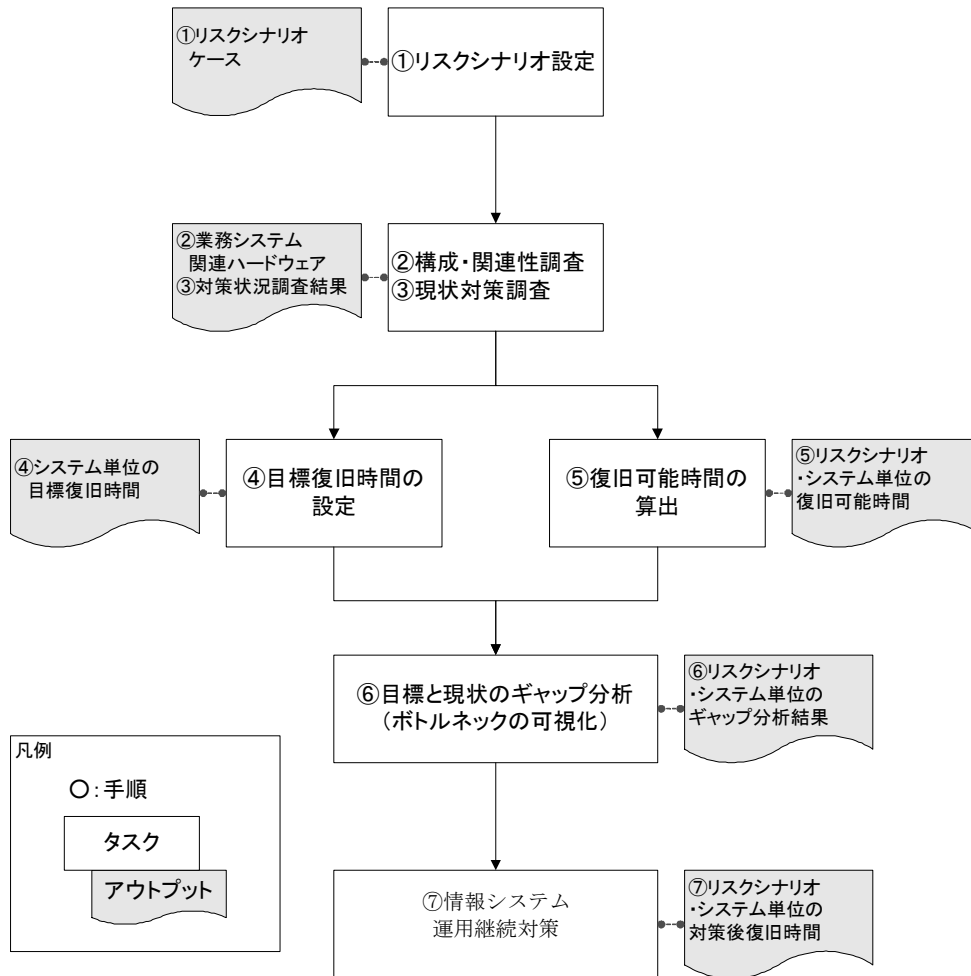 ①リスクシナリオ
ケース
①リスクシナリオ設定
②業務システム
関連ハードウェア
③対策状況調査結果
②構成・関連性調査
③現状対策調査
④システム単位の
目標復旧時間
④目標復旧時間の
設定
⑤復旧可能時間の
算出
⑤リスクシナリオ
・システム単位の
復旧可能時間
⑥目標と現状のギャップ分析
（ボトルネックの可視化）
⑥リスクシナリオ
・システム単位の
ギャップ分析結果
凡例
〇：手順
タスク
アウトプット
⑦情報システム
運用継続対策
⑦リスクシナリオ
・システム単位の
対策後復旧時間